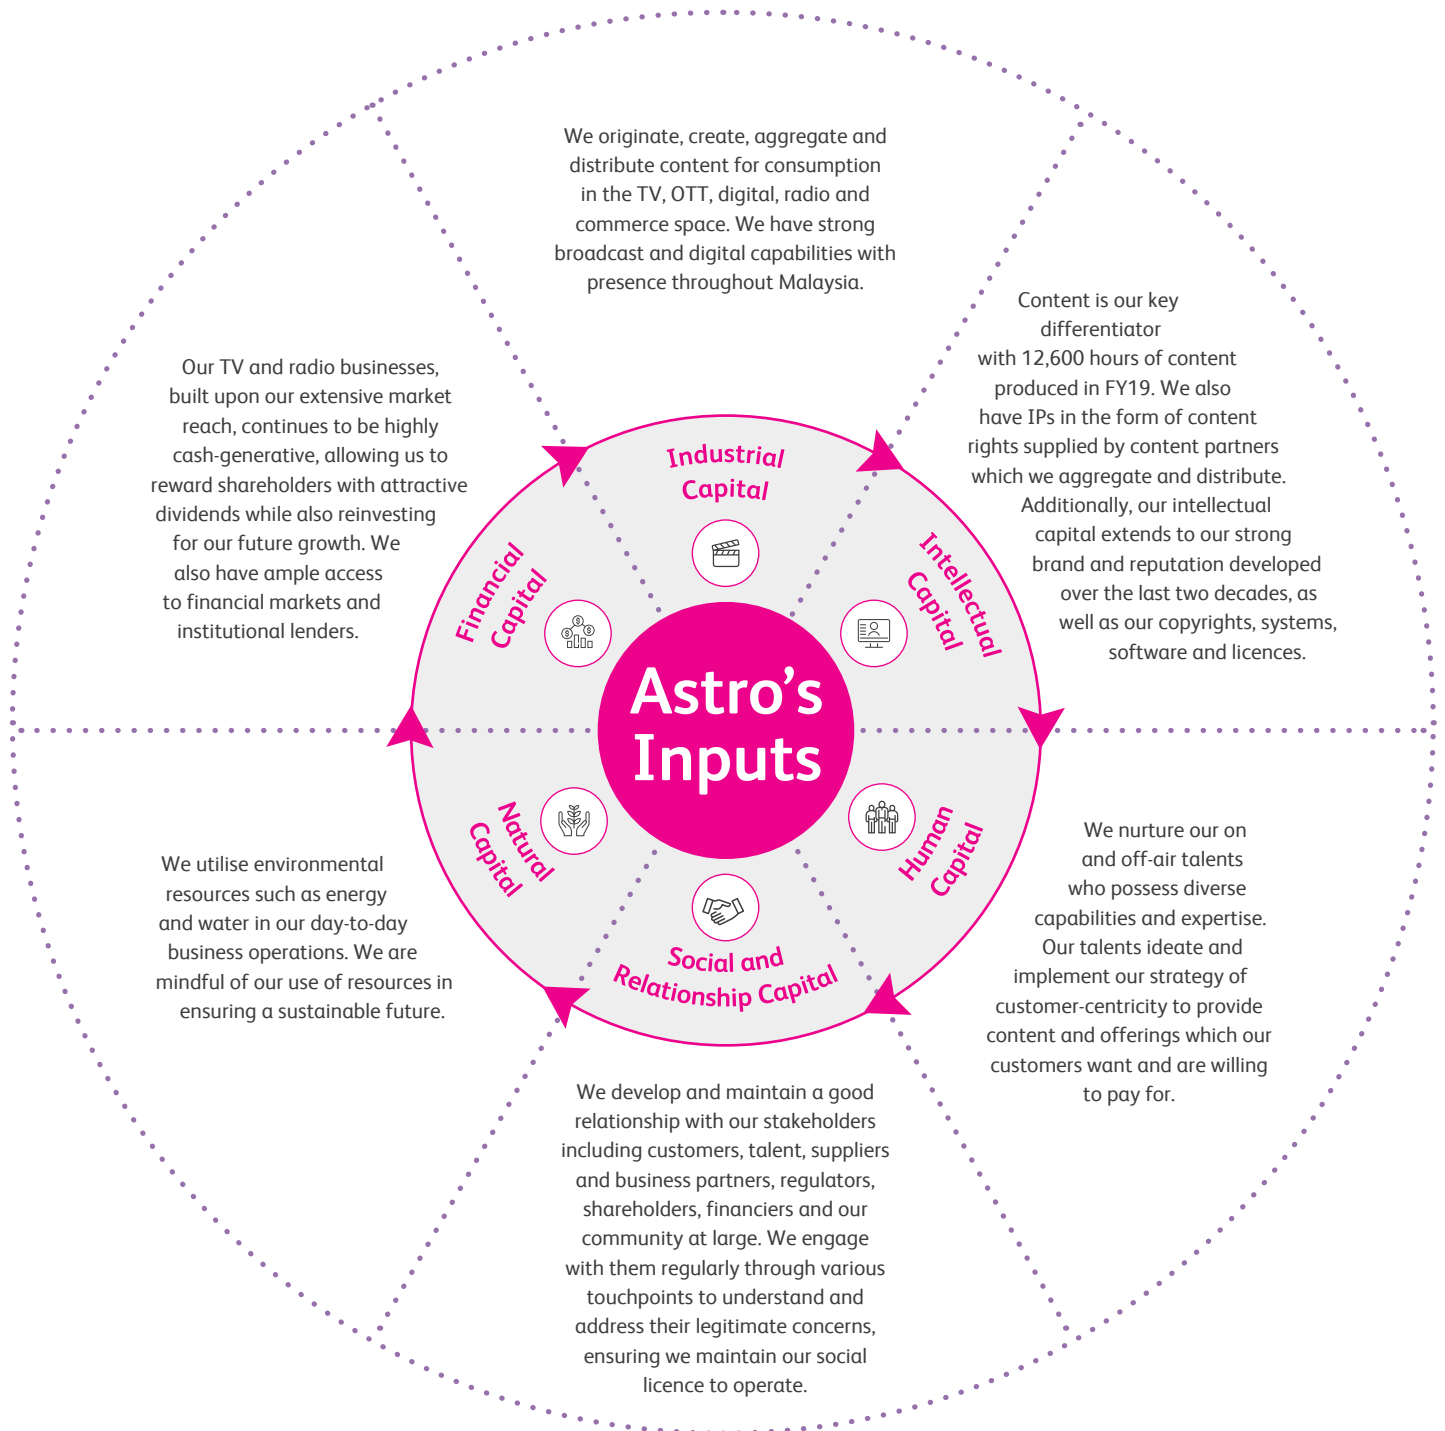 We originate, create, aggregate and
distribute content for consumption
in the TV, OTT, digital, radio and
commerce space. We have strong
broadcast and digital capabilities with
presence throughout Malaysia.
Content is our key
differentiator
with 12,600 hours of content
produced in FY19. We also
have IPs in the form of content
rights supplied by content partners
which we aggregate and distribute.
Additionally, our intellectual
capital extends to our strong
brand and reputation developed
over the last two decades, as
well as our copyrights, systems,
software and licences.
Our TV and radio businesses,
built upon our extensive market
reach, continues to be highly
cash-generative, allowing us to
reward shareholders with attractive
dividends while also reinvesting
for our future growth. We
also have ample access
to financial markets and
institutional lenders.
Industrial
Capital
Intellectual
Capital
Financial
Capital
Astro’s
Inputs
Natural
Capital
Human
Capital
Social and
Relationship Capital
We utilise environmental
resources such as energy
and water in our day-to-day
business operations. We are
mindful of our use of resources in
ensuring a sustainable future.
We nurture our on
and off-air talents
who possess diverse
capabilities and expertise.
Our talents ideate and
implement our strategy of
customer-centricity to provide
content and offerings which our
customers want and are willing
to pay for.
We develop and maintain a good
relationship with our stakeholders
including customers, talent, suppliers
and business partners, regulators,
shareholders, financiers and our
community at large. We engage
with them regularly through various
touchpoints to understand and
address their legitimate concerns,
ensuring we maintain our social
licence to operate.